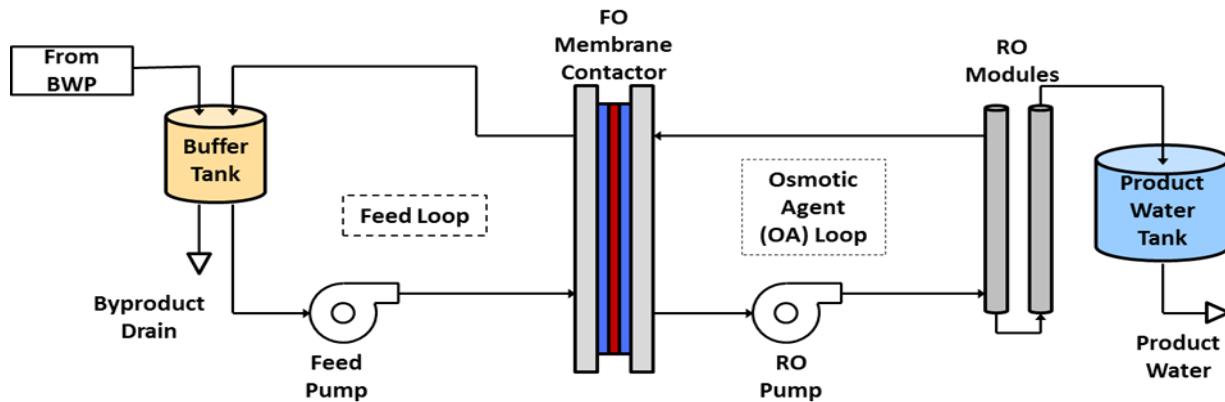 From
BWP
Buffer
Tank
Byproduct
Drain
Feed Loop
Feed
Pump
FO
Membrane
Contactor
Osmotic
Agent
(OA) Loop
RO
Pump
RO
Modules
Product
Water
Tank
Product
Water